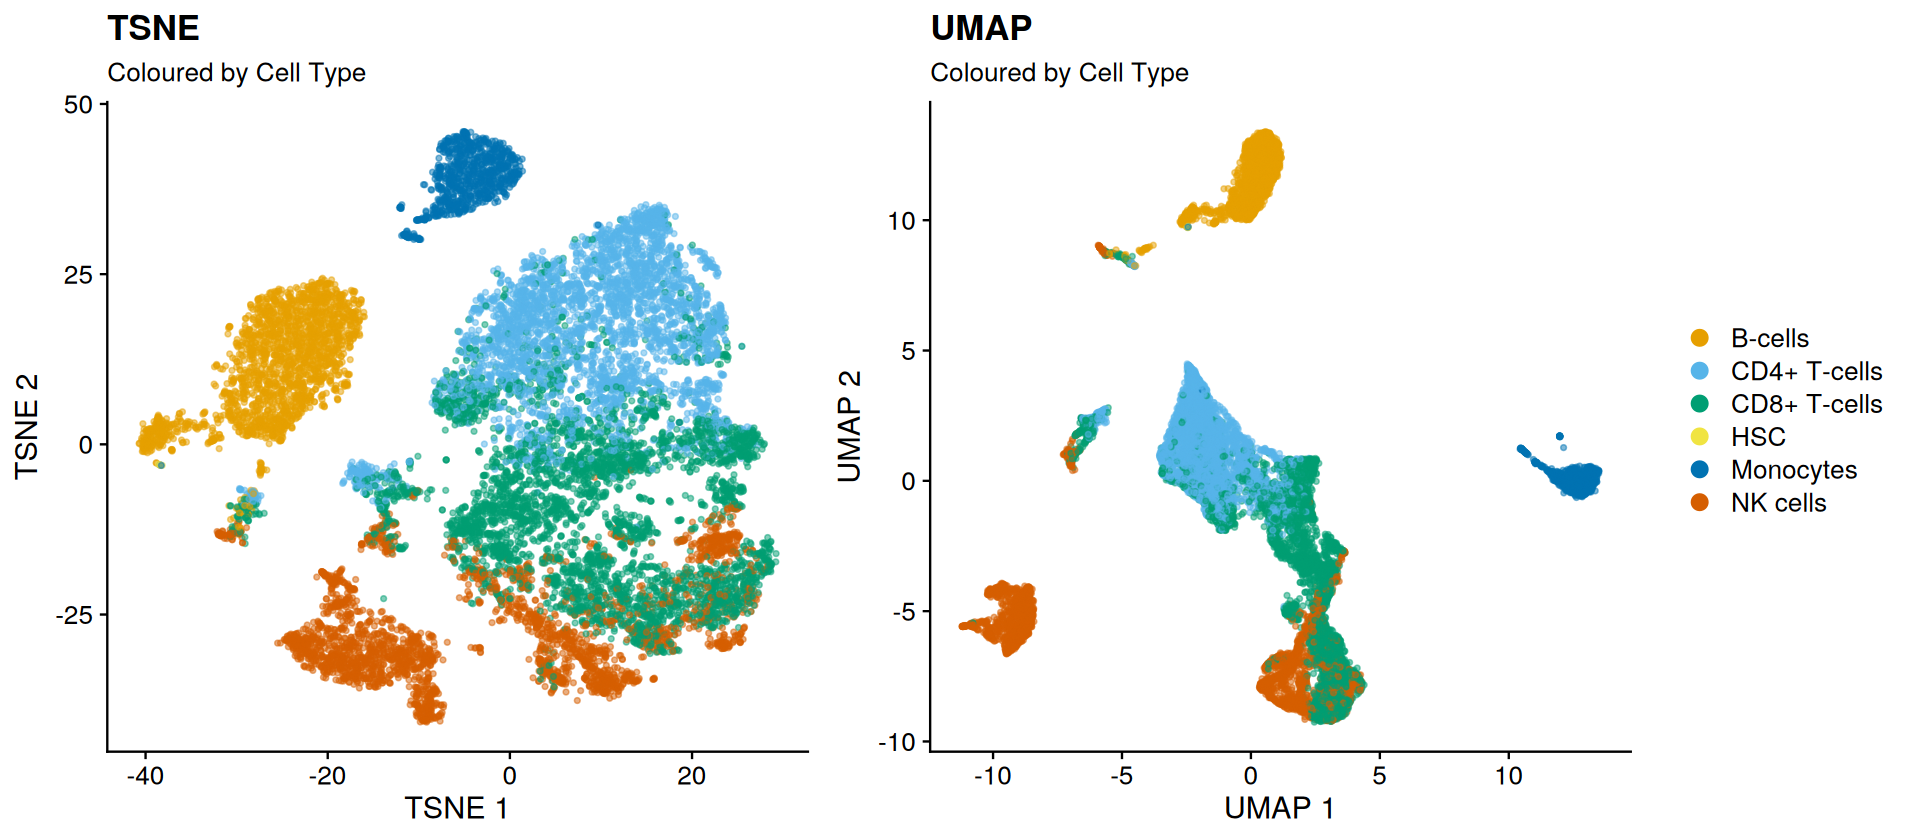 TSNE
Coloured by Cell Type
50
25
0
-25
-40
-20
0
20
TSNE 1
TSNE 2
UMAP
Coloured by Cell Type
10
5
0
-5
-10
-10
-5
0
5
10
UMAP 1
UMAP 2
B-cells
CD4+ T-cells
CD8+ T-cells
HSC
Monocytes
NK cells